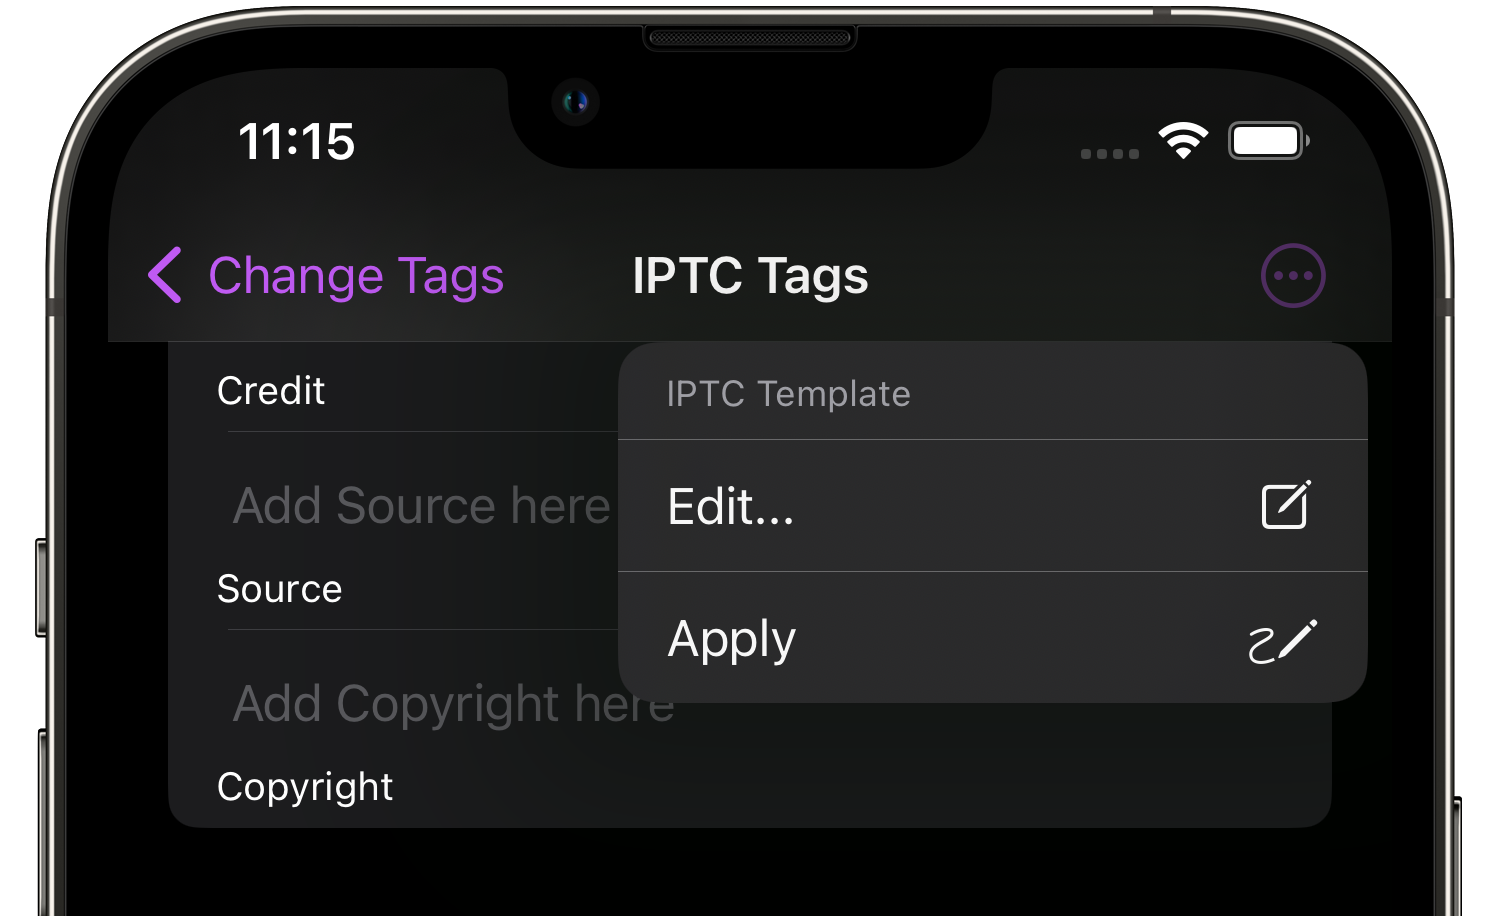 11:15
Change Tags
IPTC Tags
Credit
IPTC Template
Add Source here
Edit...
Source
Apply
Add Copyright here
Copyright